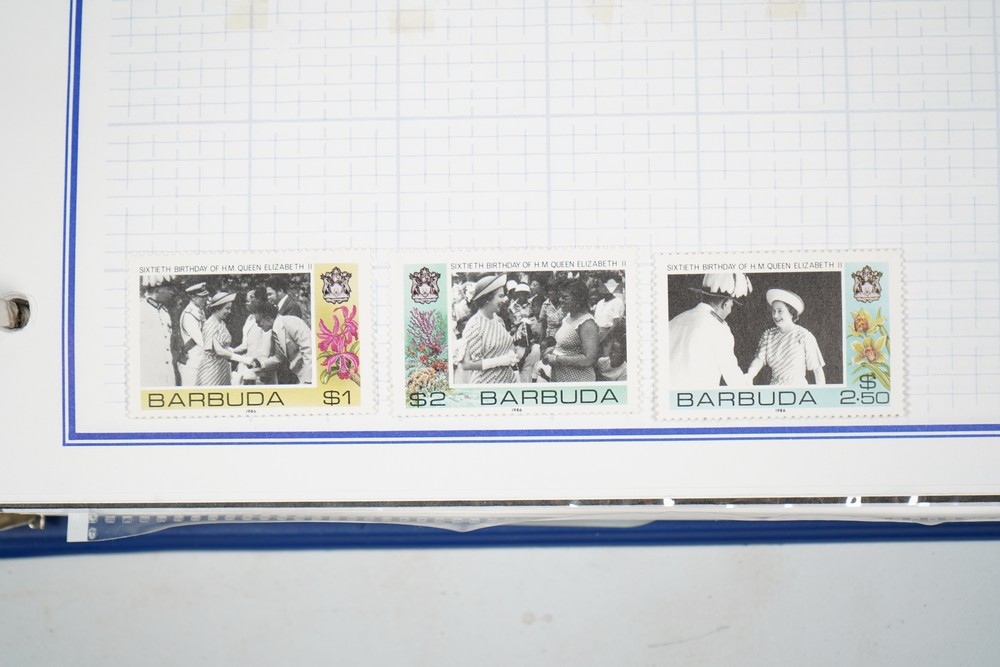 SIXTIETH BIRTHDAY OF H.M. QUEEN ELIZABETH II
BARBUDA $1
1986
SIXTIETH BIRTHDAY OF H.M. QUEEN ELIZABETH II
$2 BARBUDA
1986
SIXTIETH BIRTHDAY OF H.M. QUEEN ELIZABETH II
BARBUDA $2·50
1986